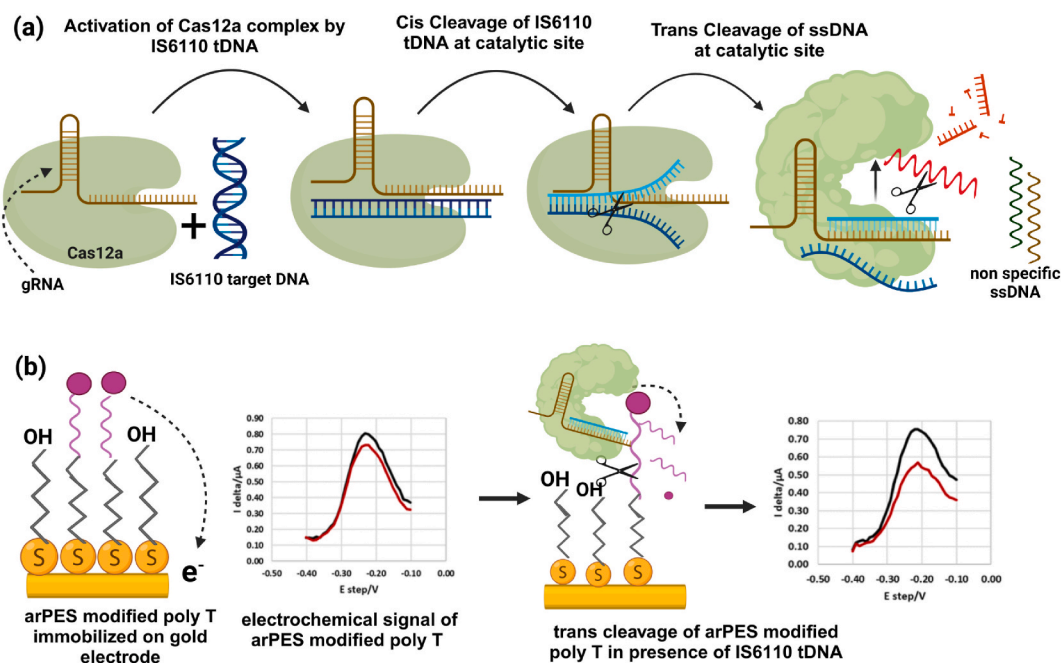 (a)
Activation of Cas12a complex by
IS6110 tDNA
Cis Cleavage of IS6110
tDNA at catalytic site
Trans Cleavage of ssDNA
at catalytic site
Cas12a
gRNA
+
IS6110 target DNA
non specific
ssDNA
(b)
OH
OH
S
S
S
S
e-
arPES modified poly T
immobilized on gold
electrode
I delta/µA
0.90
0.80
0.70
0.60
0.50
0.40
0.30
0.20
0.10
0.00
-0.50
-0.40
-0.30
-0.20
-0.10
0.00
E step/V
electrochemical signal of
arPES modified poly T
OH
OH
S
S
S
trans cleavage of arPES modified
poly T in presence of IS6110 tDNA
I delta/µA
0.80
0.70
0.60
0.50
0.40
0.30
0.20
0.10
0.00
-0.50
-0.40
-0.30
-0.20
-0.10
0.00
E step/V